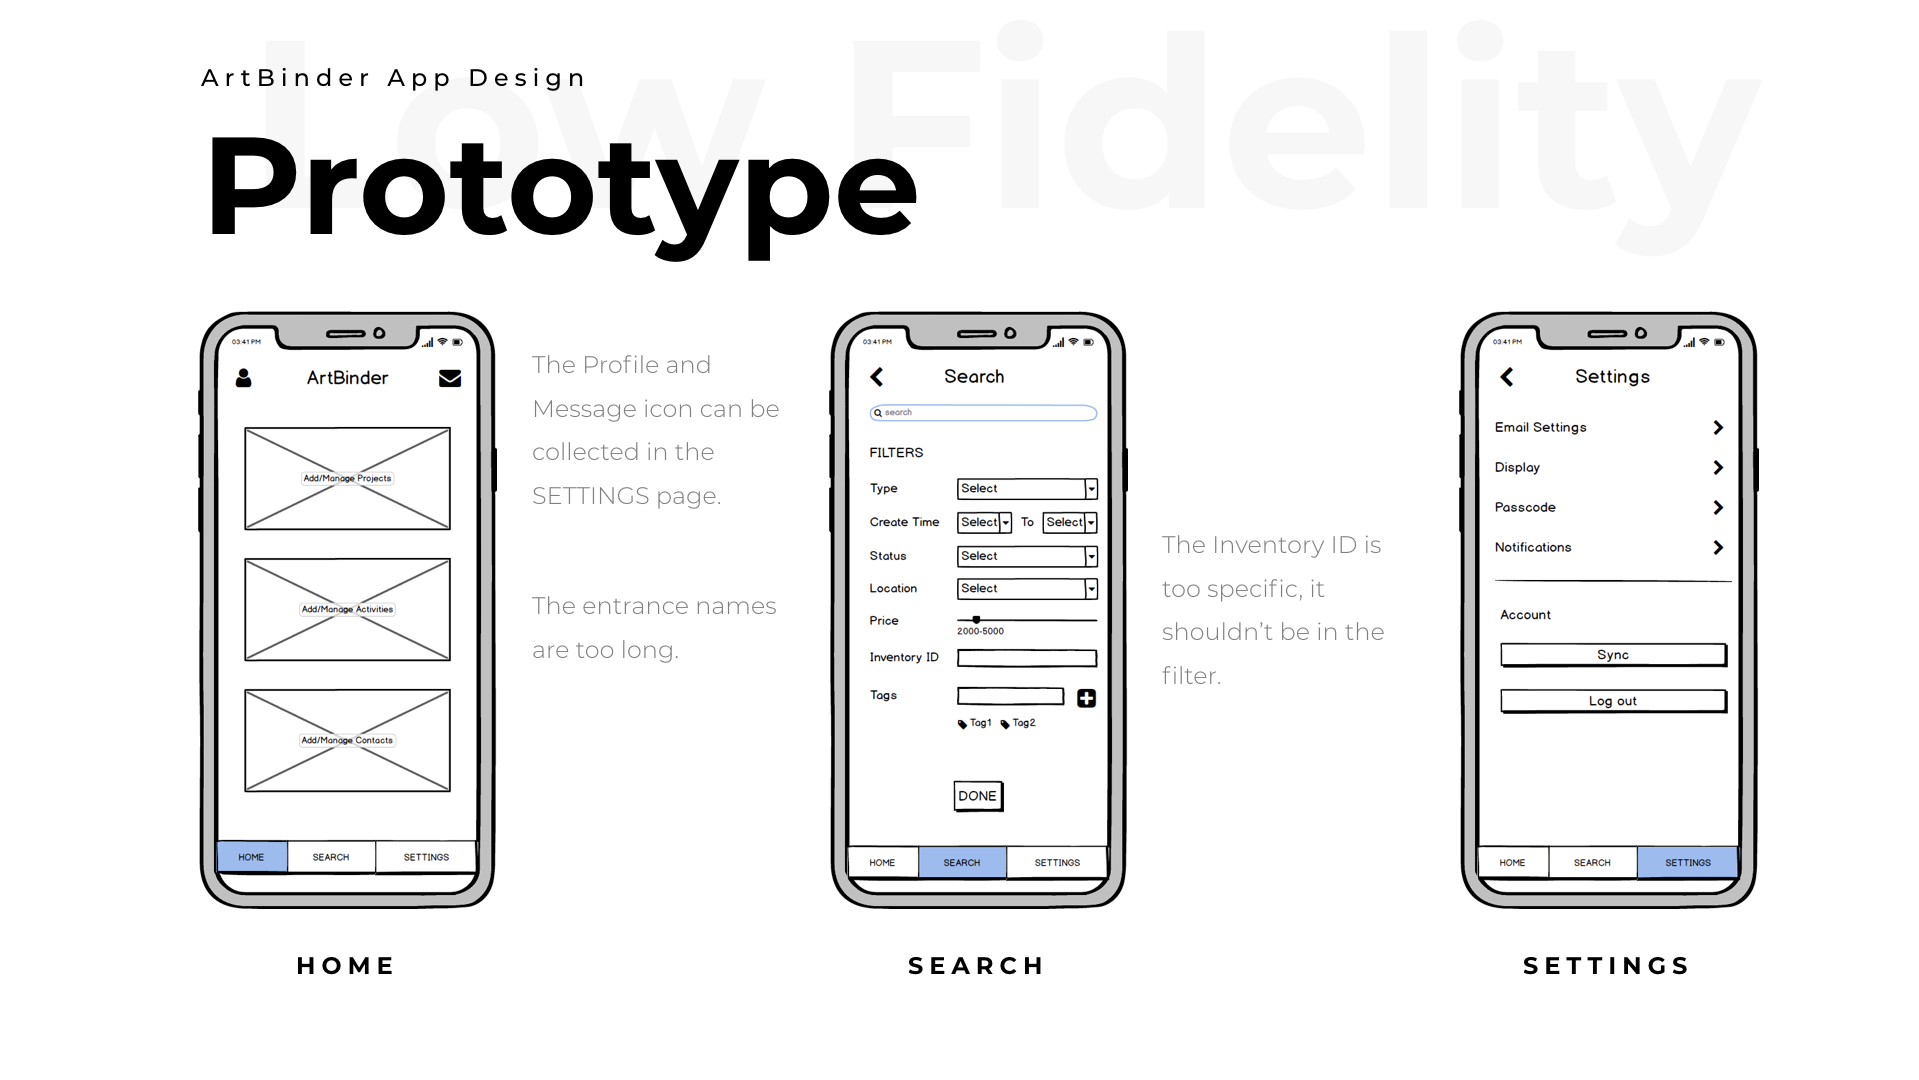 Low Fidelity
ArtBinder App Design
Prototype
03:41 PM
ArtBinder
Add/Manage Projects
Add/Manage Activities
Add/Manage Contacts
HOME SEARCH SETTINGS
HOME
The Profile and
Message icon can be
collected in the
SETTINGS page.
The entrance names
are too long.
03:41 PM
Search
search
FILTERS
Type Select
Create Time Select To Select
Status Select
Location Select
Price
2000-5000
Inventory ID
Tags
Tag1 Tag2
DONE
HOME SEARCH SETTINGS
SEARCH
The Inventory ID is
too specific, it
shouldn’t be in the
filter.
03:41 PM
Settings
Email Settings
Display
Passcode
Notifications
Account
Sync
Log out
HOME SEARCH SETTINGS
SETTINGS